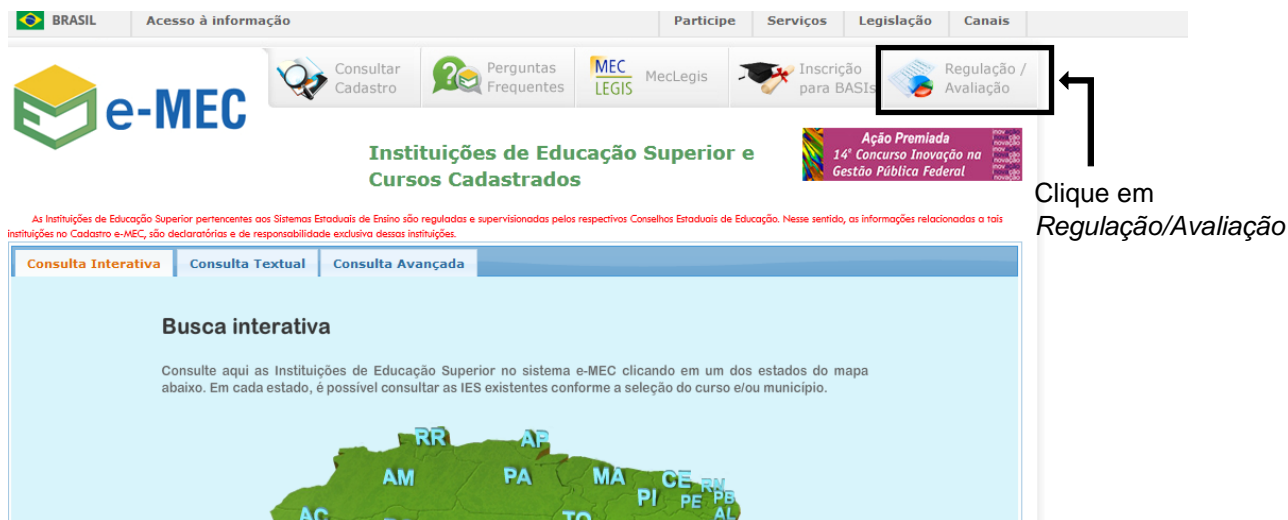 BRASIL Acesso à informação Participe Serviços Legislação Canais
e-MEC
Consultar
Cadastro
Perguntas
Frequentes
MEC
LEGIS
MecLegis
Inscrição
para BASIs
Regulação /
Avaliação
Instituições de Educação Superior e
Cursos Cadastrados
Ação Premiada
14º Concurso Inovação na
Gestão Pública Federal
Clique em
Regulação/Avaliação
As Instituições de Educação Superior pertencentes aos Sistemas Estaduais de Ensino são reguladas e supervisionadas pelos respectivos Conselhos Estaduais de Educação. Nesse sentido, as informações relacionadas a tais
instituições no Cadastro e-MEC, são declaratórias e de responsabilidade exclusiva dessas instituições.
Consulta Interativa Consulta Textual Consulta Avançada
Busca interativa
Consulte aqui as Instituições de Educação Superior no sistema e-MEC clicando em um dos estados do mapa
abaixo. Em cada estado, é possível consultar as IES existentes conforme a seleção do curso e/ou município.
RR AP
AM PA MA CE RN
PI PE PB
AC TO AL